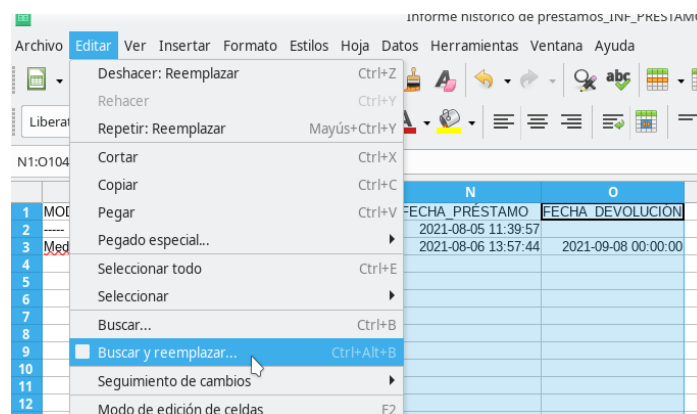 Informe histórico de préstamos_INF_PRESTAM
Archivo Editar Ver Insertar Formato Estilos Hoja Datos Herramientas Ventana Ayuda
Deshacer: Reemplazar Ctrl+Z
Rehacer Ctrl+Y
Liberat
Repetir: Reemplazar Mayús+Ctrl+Y
N1:O104
Cortar Ctrl+X
Copiar Ctrl+C
Pegar Ctrl+V
Pegado especial...
Seleccionar todo Ctrl+E
Seleccionar
Buscar... Ctrl+B
Buscar y reemplazar... Ctrl+Alt+B
Seguimiento de cambios
Modo de edición de celdas F2
abc
N O
1 MOD FECHA_PRÉSTAMO FECHA_DEVOLUCIÓN
2 ----- 2021-08-05 11:39:57
3 Med 2021-08-06 13:57:44 2021-09-08 00:00:00
4
5
6
7
8
9
10
11
12